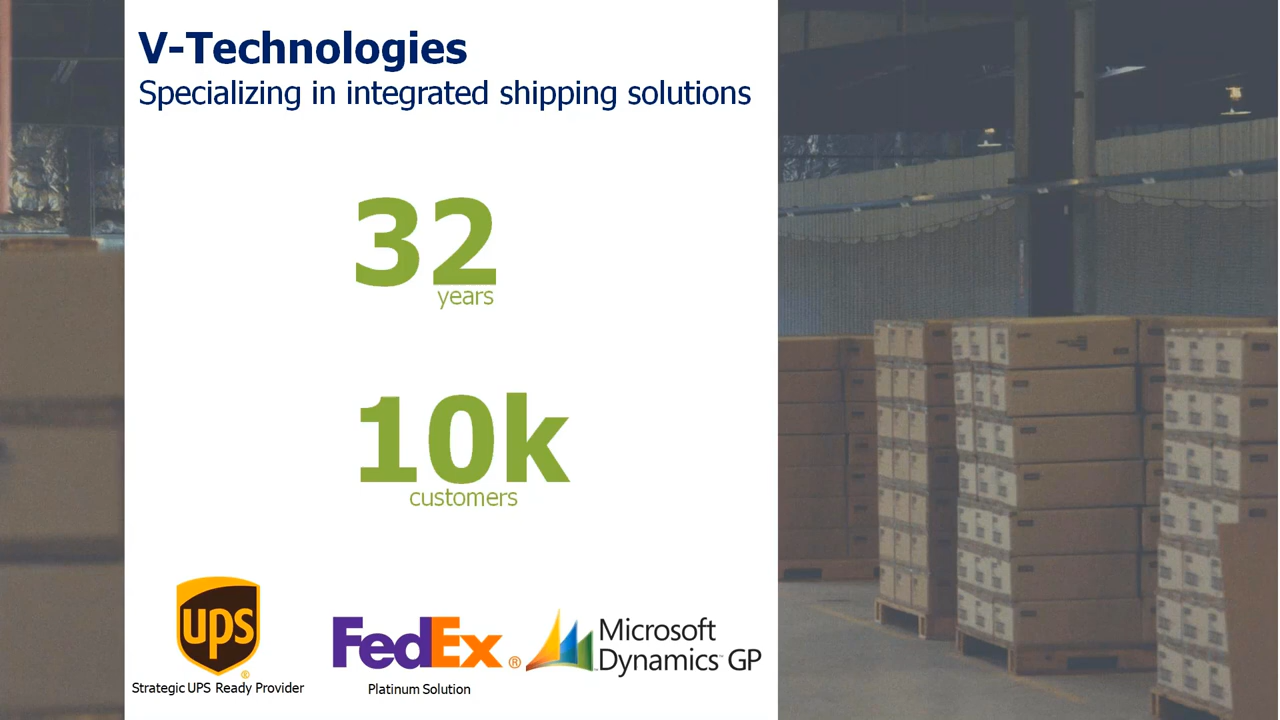 V-Technologies
Specializing in integrated shipping solutions
32
years
10k
customers
ups
®
Strategic UPS Ready Provider
FedEx®
Platinum Solution
Microsoft
Dynamics™ GP